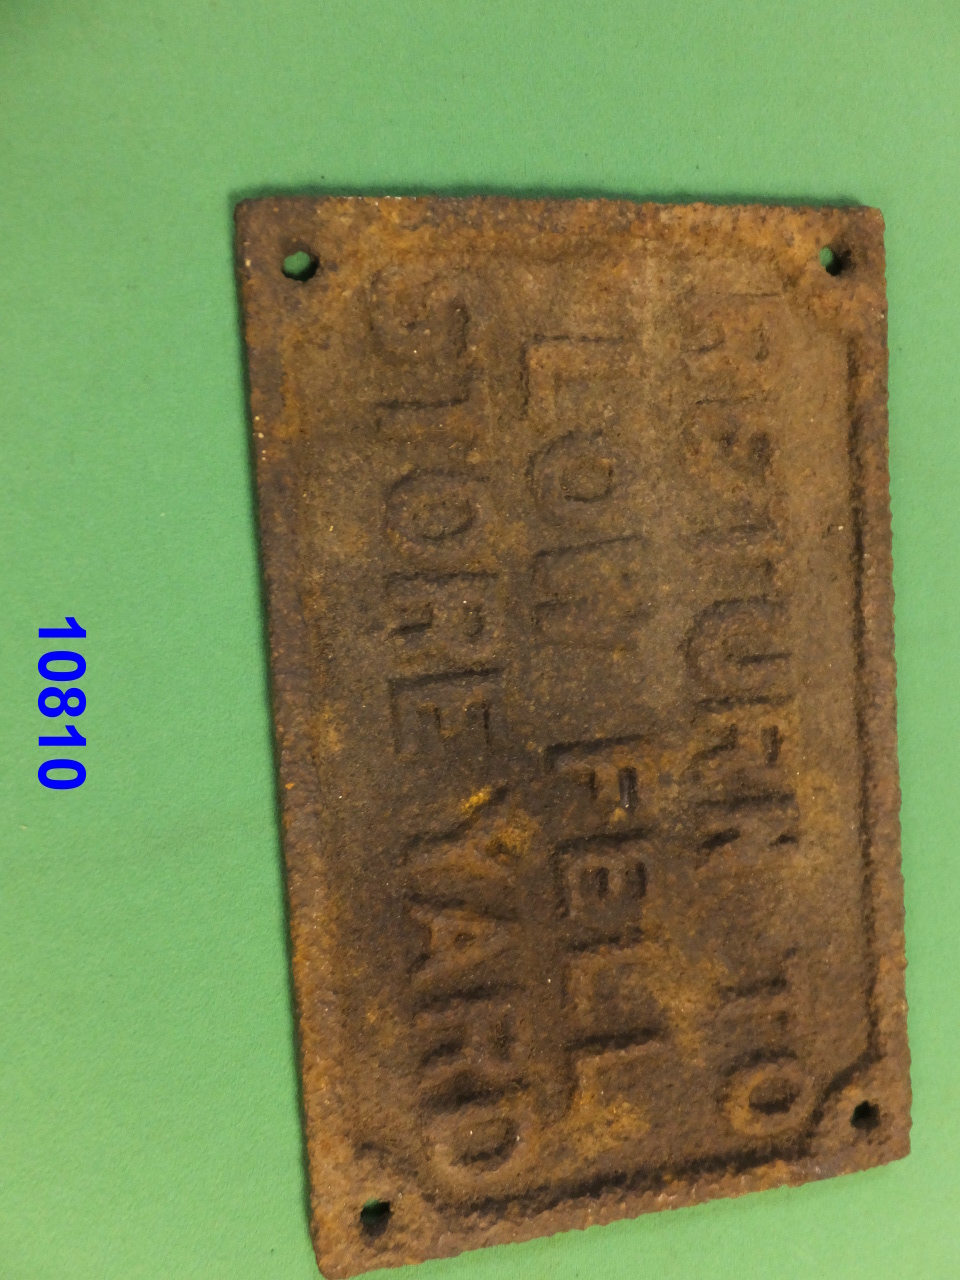 RETURN TO
LOW FELL
STORE YARD
10810